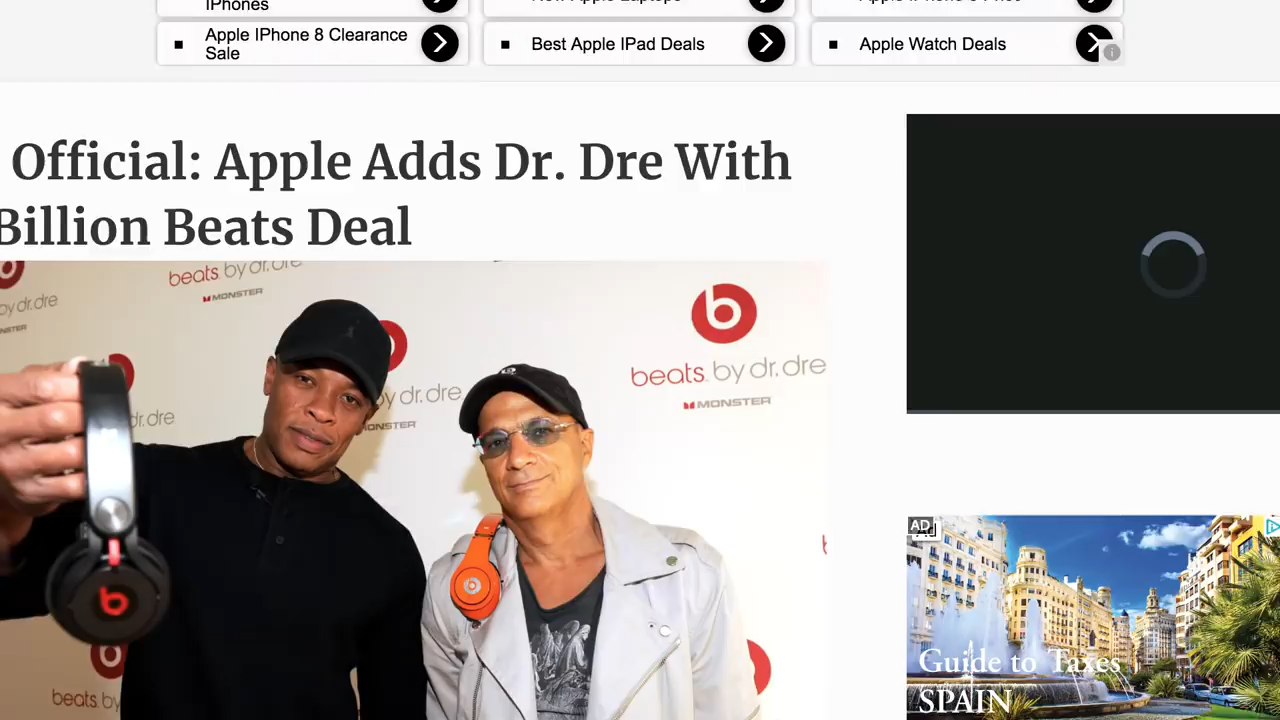 IPhones
Apple IPhone 8 Clearance
Sale
Best Apple IPad Deals
Apple Watch Deals
Official: Apple Adds Dr. Dre With
Billion Beats Deal
beats by dr. dre
MONSTER
by dr.dre
b
beats by dr.dre
MONSTER
by dr.dre
MONSTER
dr.dre
b
b
beats.by
AD
Guide to Taxes
SPAIN